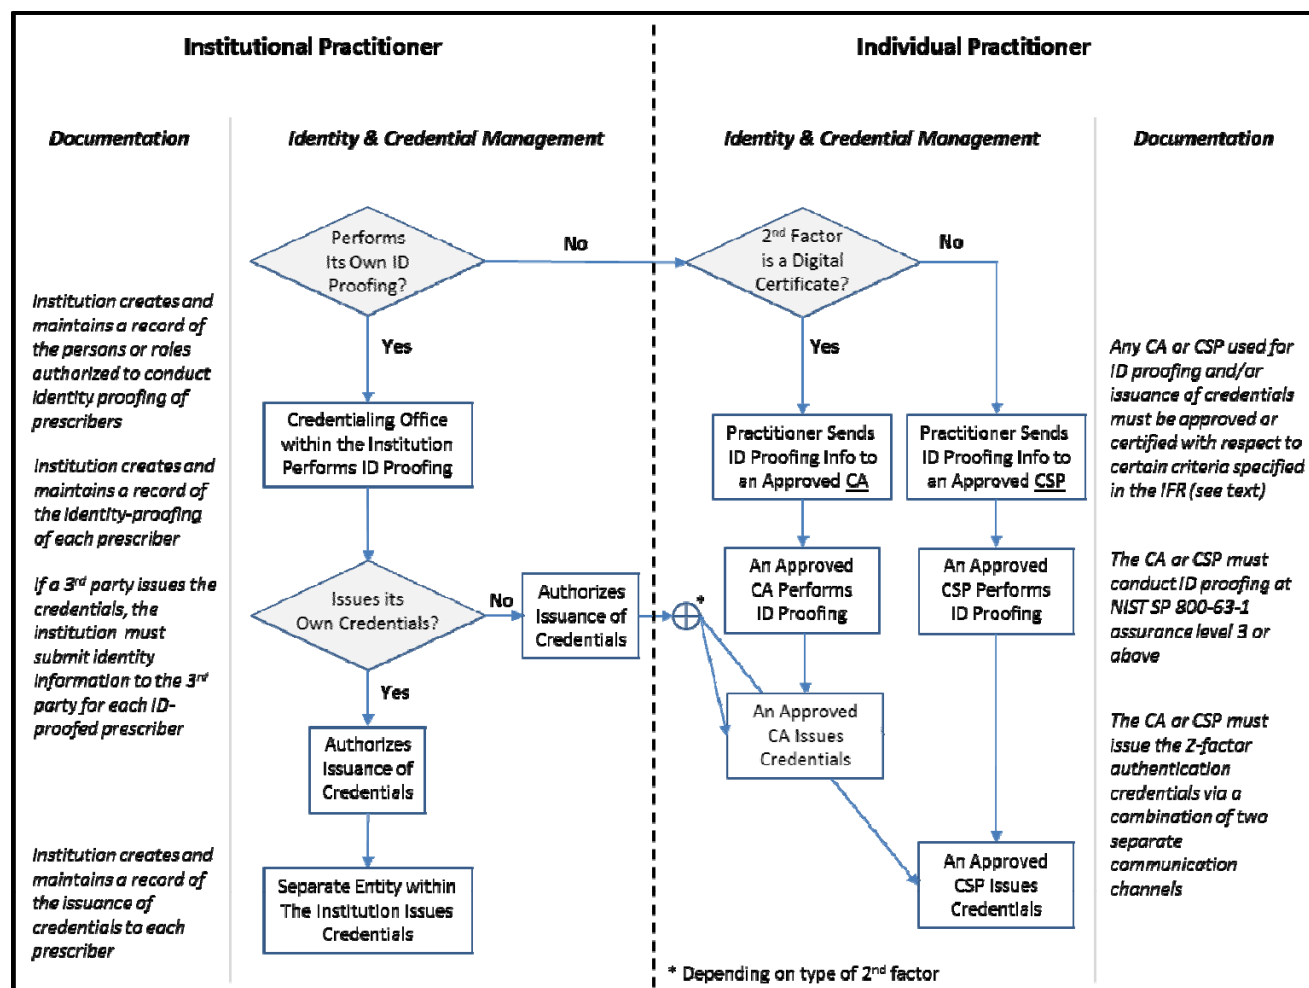 Institutional Practitioner
Individual Practitioner
Documentation
Identity & Credential Management
Identity & Credential Management
Documentation
Institution creates and
maintains a record of
the persons or roles
authorized to conduct
identity proofing of
prescribers
Institution creates and
maintains a record of
the identity-proofing
of each prescriber
If a 3rd party issues the
credentials, the
institution must
submit identity
information to the 3rd
party for each ID-
proofed prescriber
Institution creates and
maintains a record of
the issuance of
credentials to each
prescriber
Performs
Its Own ID
Proofing?
No
Yes
Credentialing Office
within the Institution
Performs ID Proofing
Issues its
Own Credentials?
No
Authorizes
Issuance of
Credentials
Yes
Authorizes
Issuance of
Credentials
Separate Entity within
The Institution Issues
Credentials
2nd Factor
is a Digital
Certificate?
No
Yes
Practitioner Sends
ID Proofing Info to
an Approved CA
Practitioner Sends
ID Proofing Info to
an Approved CSP
An Approved
CA Performs
ID Proofing
An Approved
CSP Performs
ID Proofing
*
An Approved
CA Issues
Credentials
An Approved
CSP Issues
Credentials
* Depending on type of 2nd factor
Any CA or CSP used for
ID proofing and/or
issuance of credentials
must be approved or
certified with respect to
certain criteria specified
in the IFR (see text)
The CA or CSP must
conduct ID proofing at
NIST SP 800-63-1
assurance level 3 or
above
The CA or CSP must
issue the 2-factor
authentication
credentials via a
combination of two
separate
communication
channels